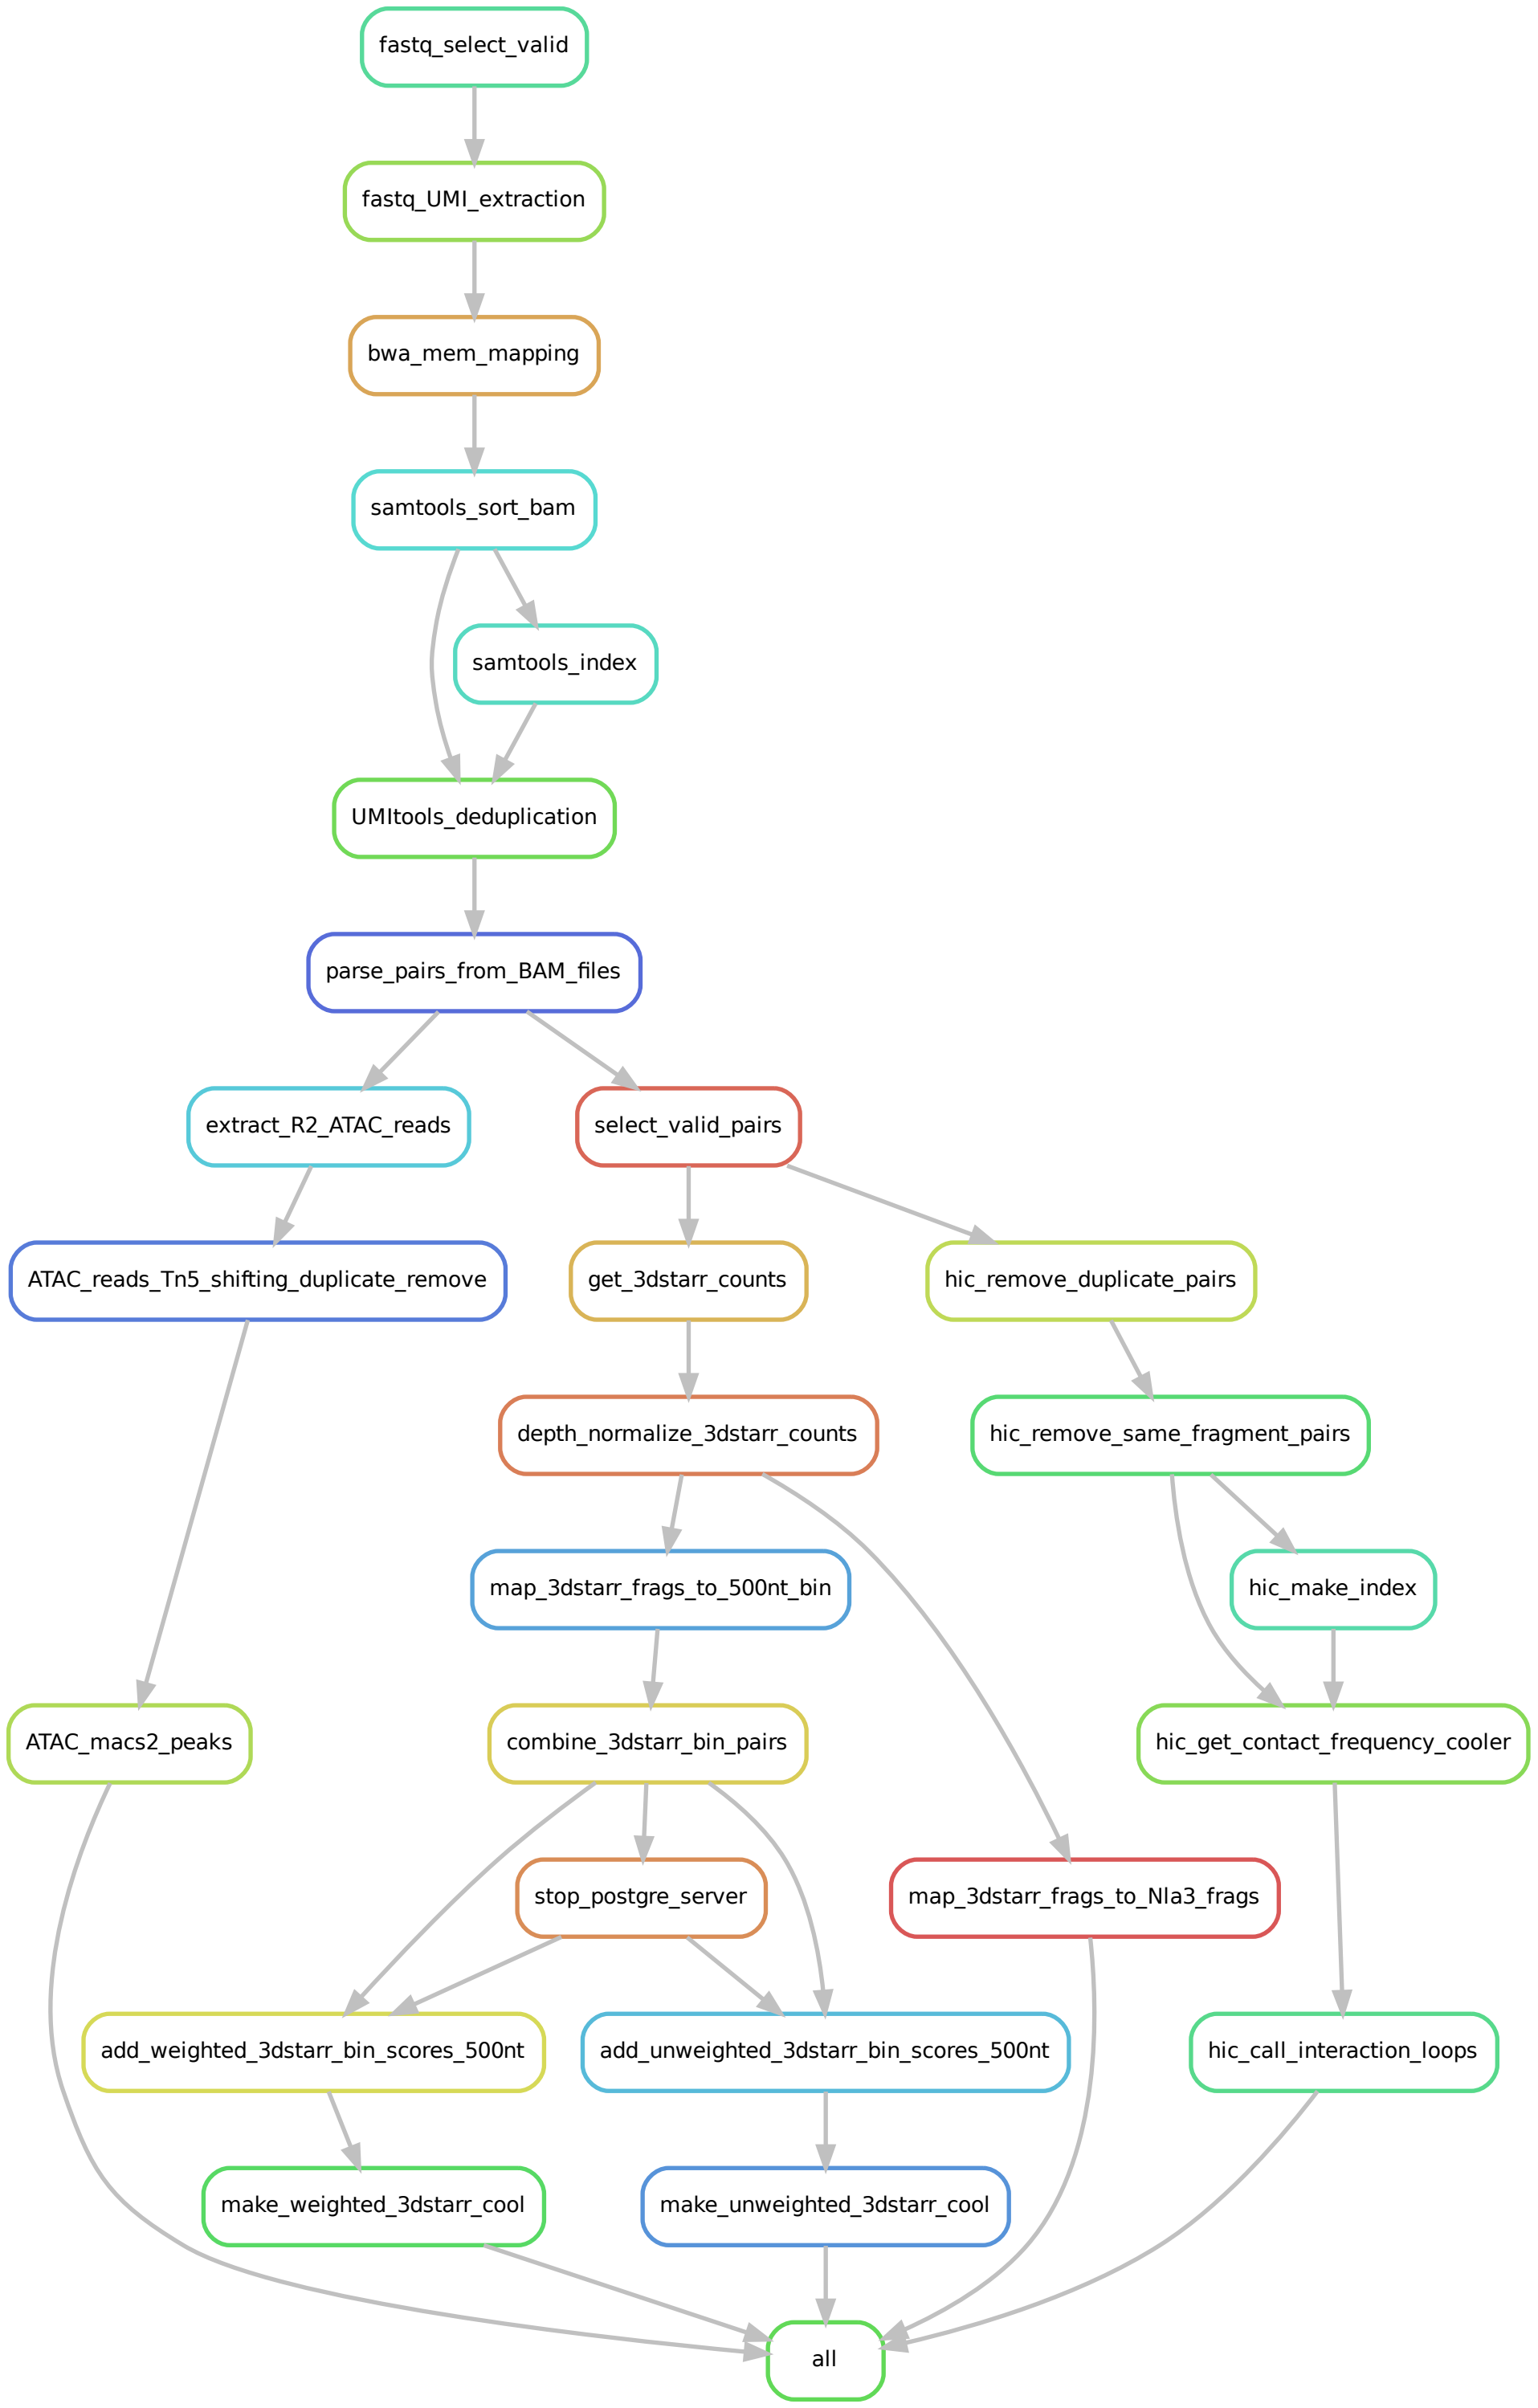 fastq_select_valid
fastq_UMI_extraction
bwa_mem_mapping
samtools_sort_bam
samtools_index
UMItools_deduplication
parse_pairs_from_BAM_files
extract_R2_ATAC_reads
select_valid_pairs
ATAC_reads_Tn5_shifting_duplicate_remove
get_3dstarr_counts
hic_remove_duplicate_pairs
depth_normalize_3dstarr_counts
hic_remove_same_fragment_pairs
map_3dstarr_frags_to_500nt_bin
hic_make_index
ATAC_macs2_peaks
combine_3dstarr_bin_pairs
hic_get_contact_frequency_cooler
stop_postgre_server
map_3dstarr_frags_to_Nla3_frags
add_weighted_3dstarr_bin_scores_500nt
add_unweighted_3dstarr_bin_scores_500nt
hic_call_interaction_loops
make_weighted_3dstarr_cool
make_unweighted_3dstarr_cool
all